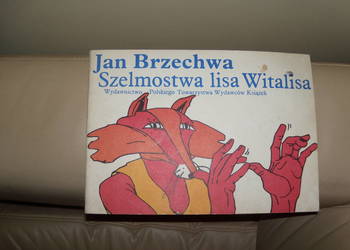 Jan Brzechwa
Szelmostwa lisa Witalisa
Wydawnictwo Polskiego Towarzystwa Wydawców Książek